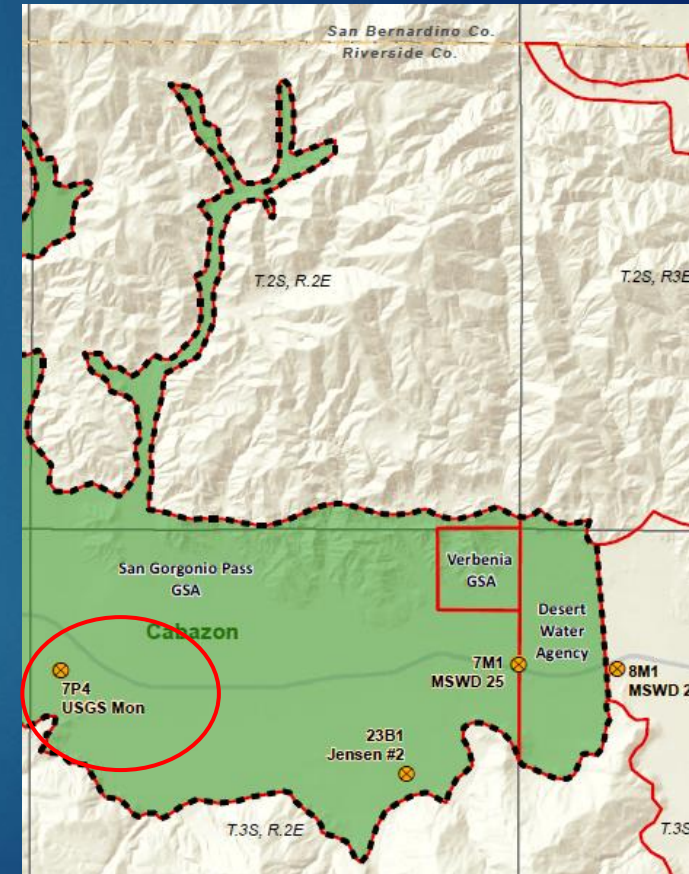 San Bernardino Co.
Riverside Co.
T.2S, R.2E
T.2S, R3E
San Gorgonio Pass
GSA
Verbenia
GSA
Cabazon
Desert
Water
Agency
7P4
USGS Mon
7M1
MSWD 25
8M1
MSWD 2
23B1
Jensen #2
T.3S, R.2E
T.3S